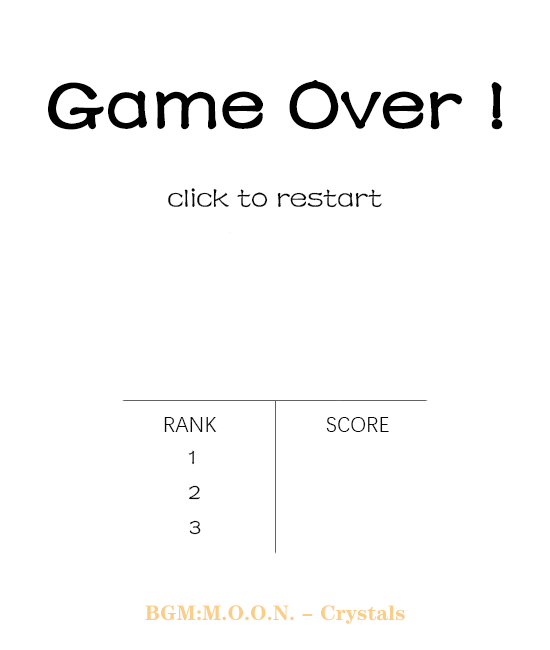 Game Over !
click to restart
RANK SCORE
1
2
3
BGM:M.O.O.N. – Crystals